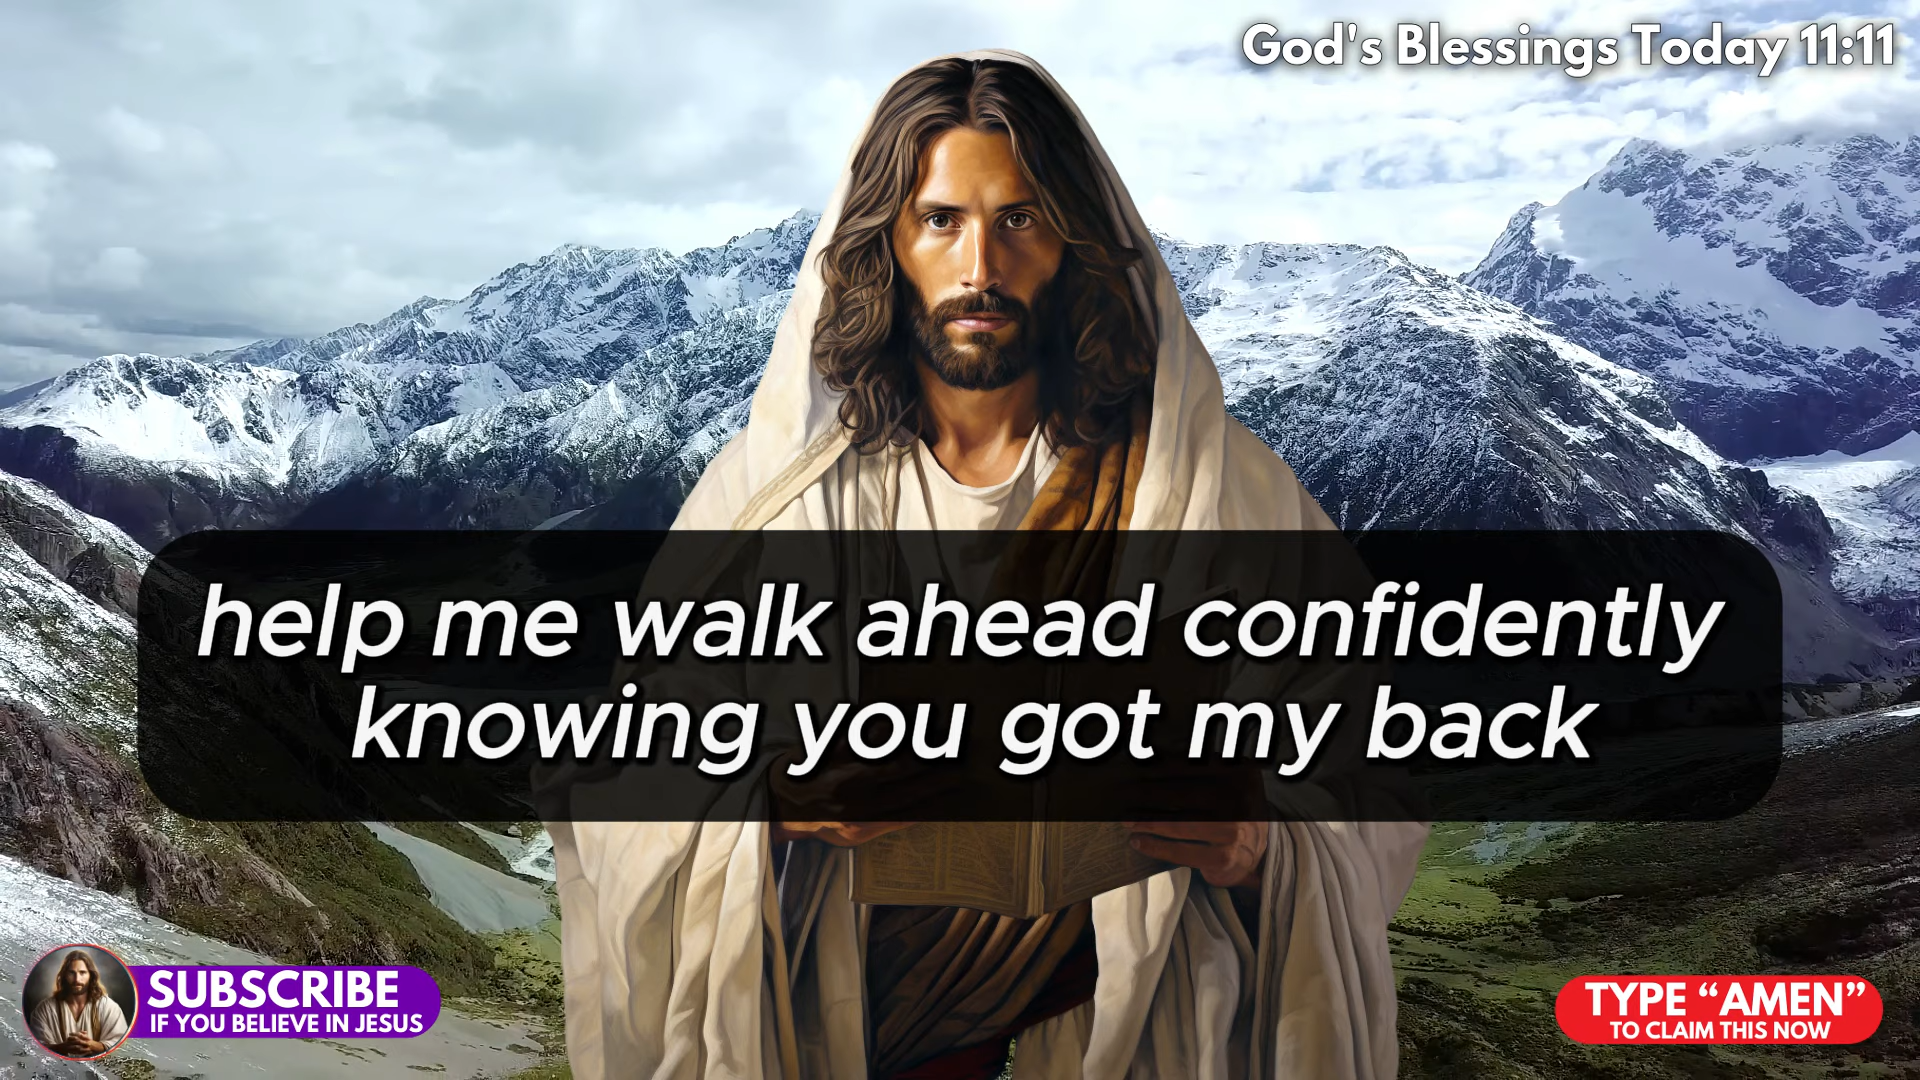 God's Blessings Today 11:11
help me walk ahead confidently
knowing you got my back
SUBSCRIBE
IF YOU BELIEVE IN JESUS
TYPE “AMEN”
TO CLAIM THIS NOW